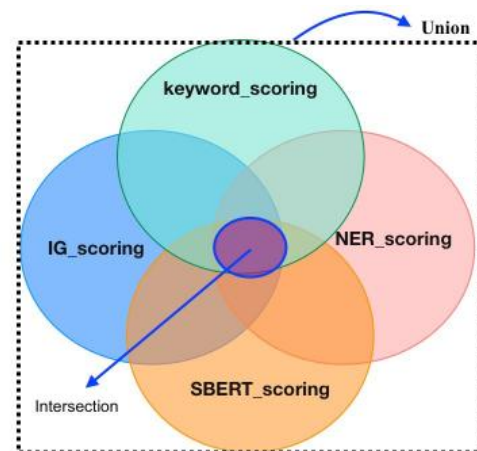 Union
keyword_scoring
IG_scoring
NER_scoring
SBERT_scoring
Intersection